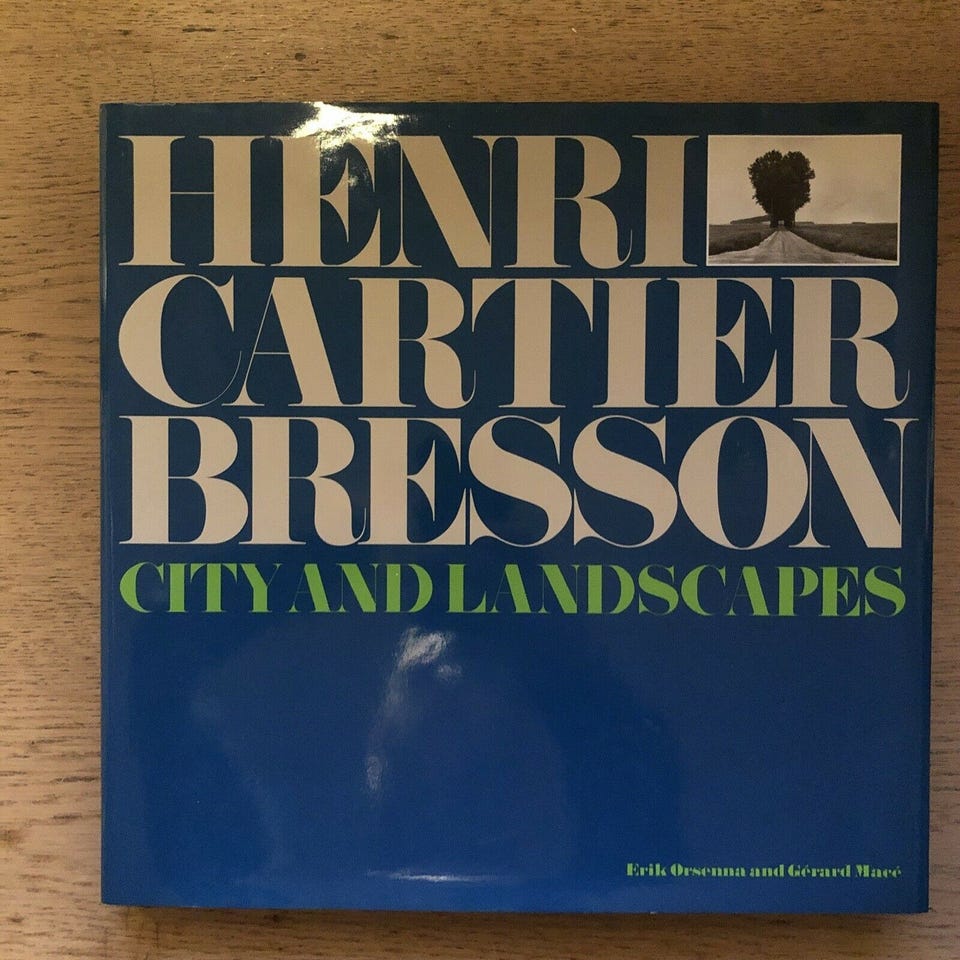 HENRI
CARTIER
BRESSON
CITY AND LANDSCAPES
Erik Orsenna and Gérard Macé